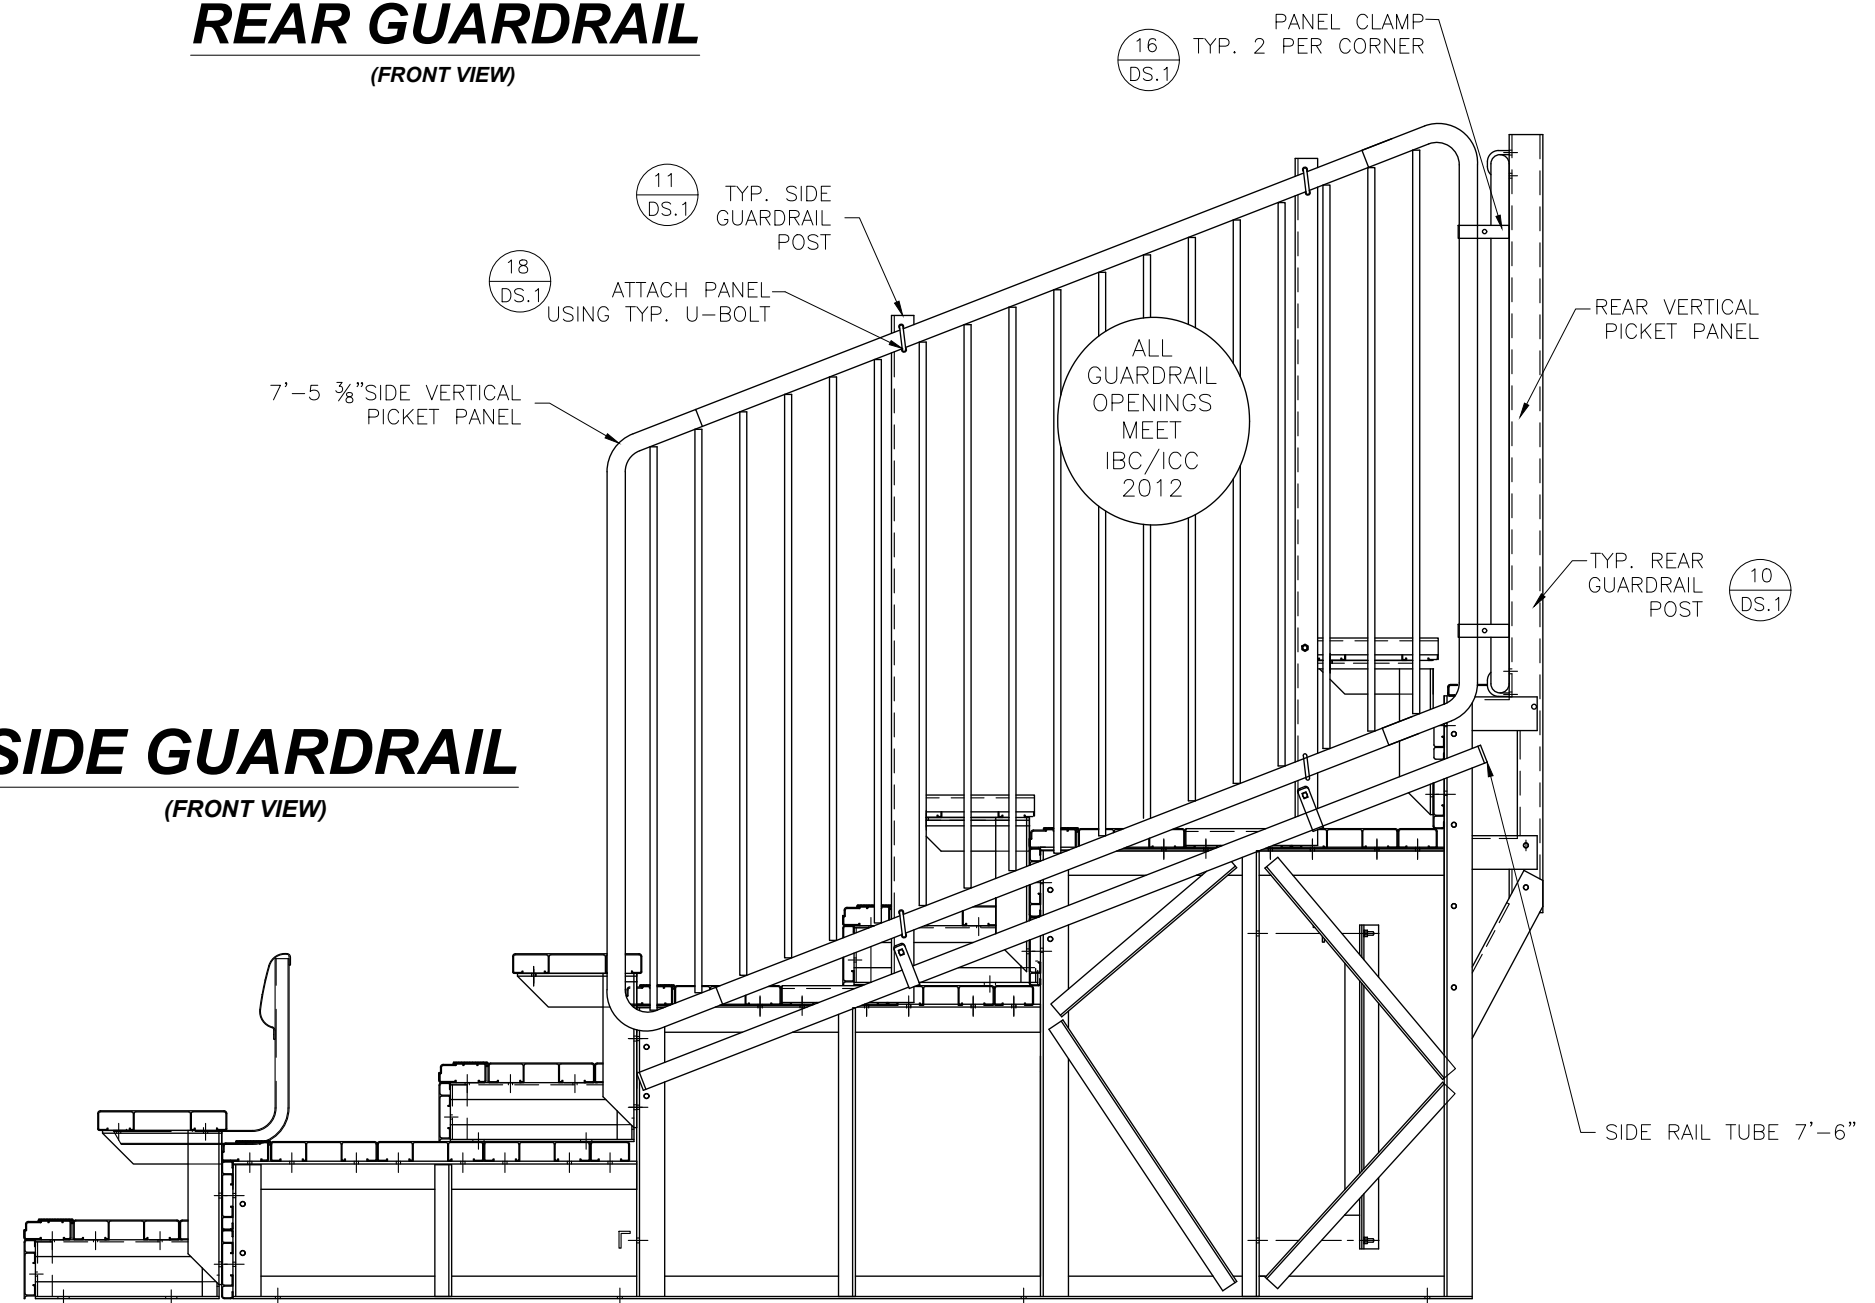 REAR GUARDRAIL
(FRONT VIEW)
PANEL CLAMP
TYP. 2 PER CORNER
16
DS.1
11
DS.1
TYP. SIDE
GUARDRAIL
POST
18
DS.1
ATTACH PANEL
USING TYP. U-BOLT
7'-5 ⅜" SIDE VERTICAL
PICKET PANEL
ALL
GUARDRAIL
OPENINGS
MEET
IBC/ICC
2012
REAR VERTICAL
PICKET PANEL
TYP. REAR
GUARDRAIL
POST
10
DS.1
SIDE GUARDRAIL
(FRONT VIEW)
SIDE RAIL TUBE 7'-6"